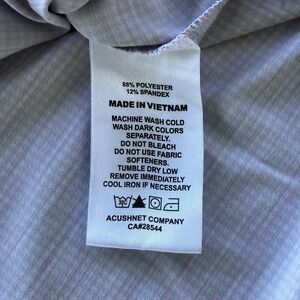 88% POLYESTER
12% SPANDEX
MADE IN VIETNAM
MACHINE WASH COLD
WASH DARK COLORS
SEPARATELY.
DO NOT BLEACH
DO NOT USE FABRIC
SOFTENERS.
TUMBLE DRY LOW
REMOVE IMMEDIATELY
COOL IRON IF NECESSARY
ACUSHNET COMPANY
CA#28544